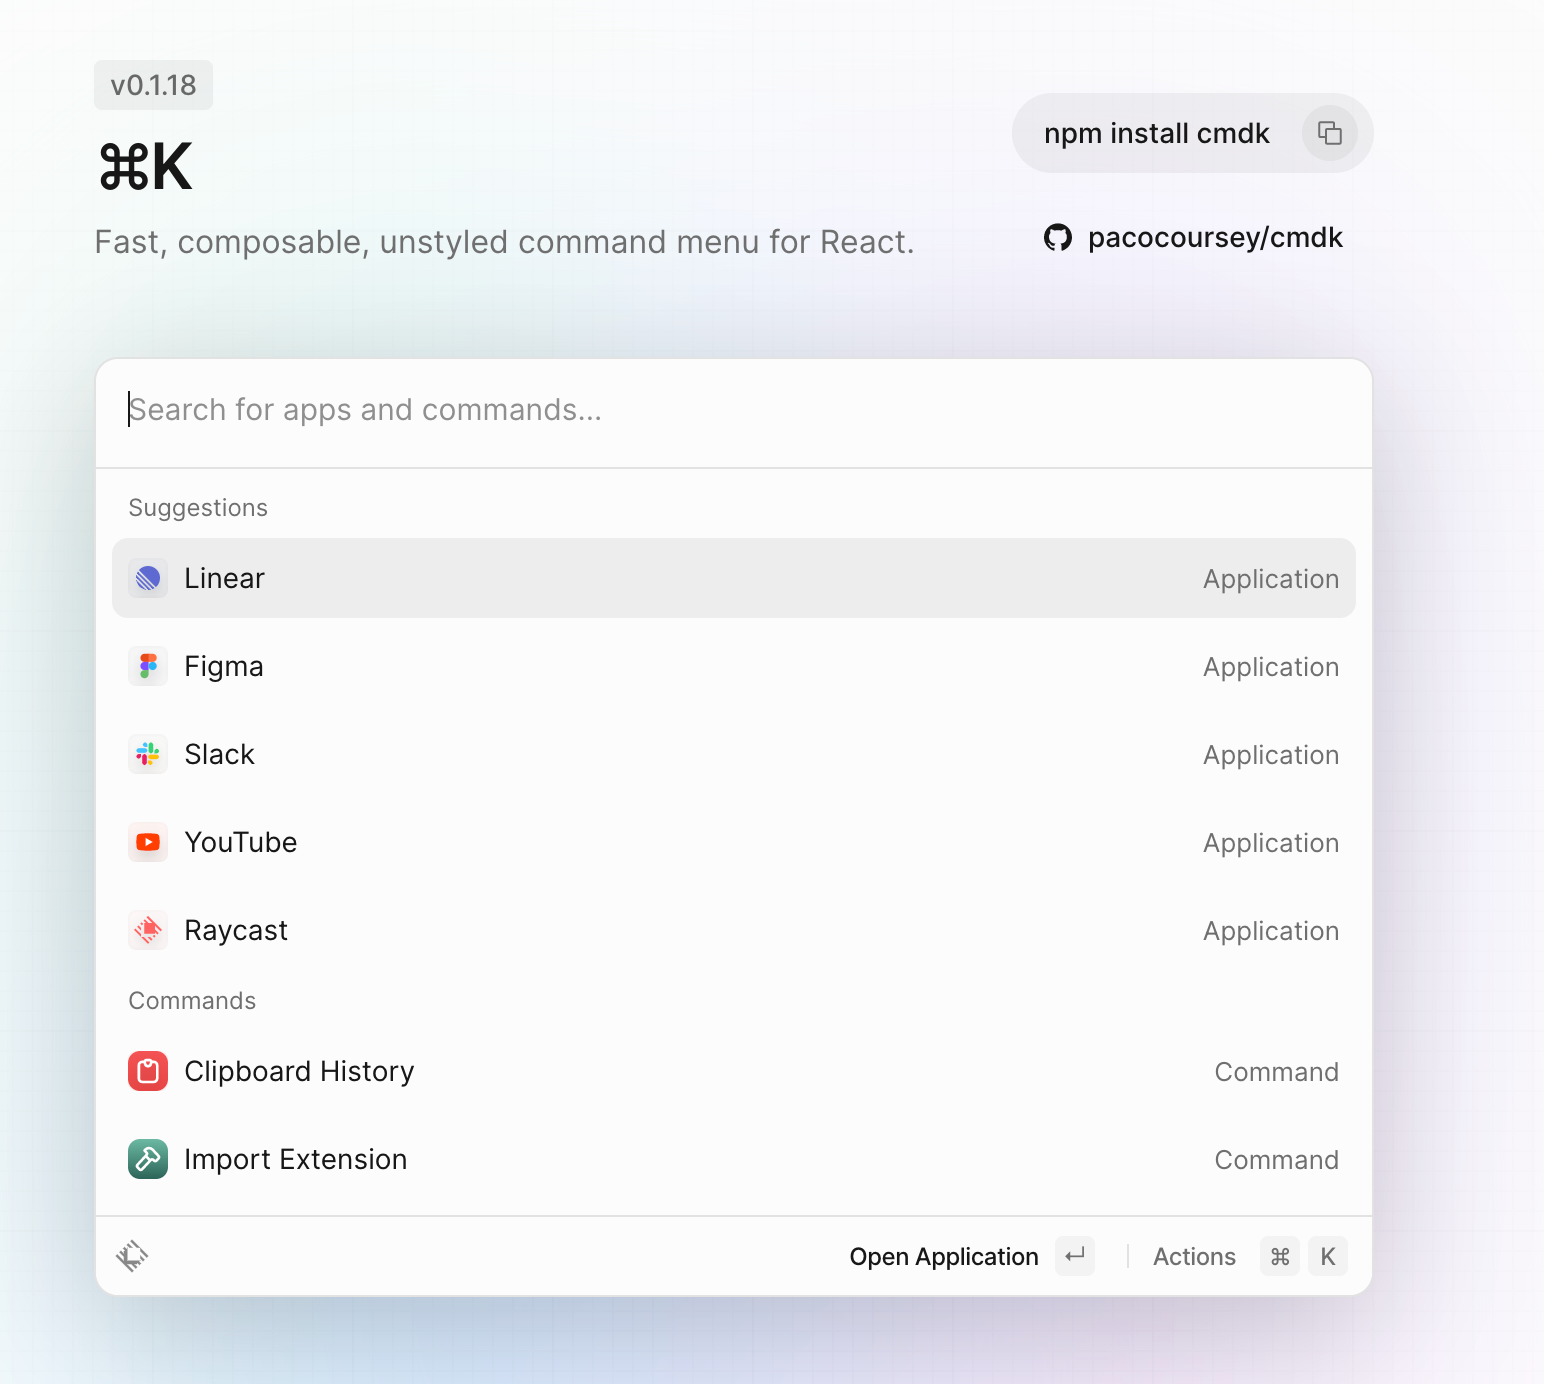 v0.1.18
⌘K
Fast, composable, unstyled command menu for React.
npm install cmdk
pacocoursey/cmdk
Search for apps and commands...
Suggestions
Linear Application
Figma Application
Slack Application
YouTube Application
Raycast Application
Commands
Clipboard History Command
Import Extension Command
Open Application ↵ Actions ⌘ K